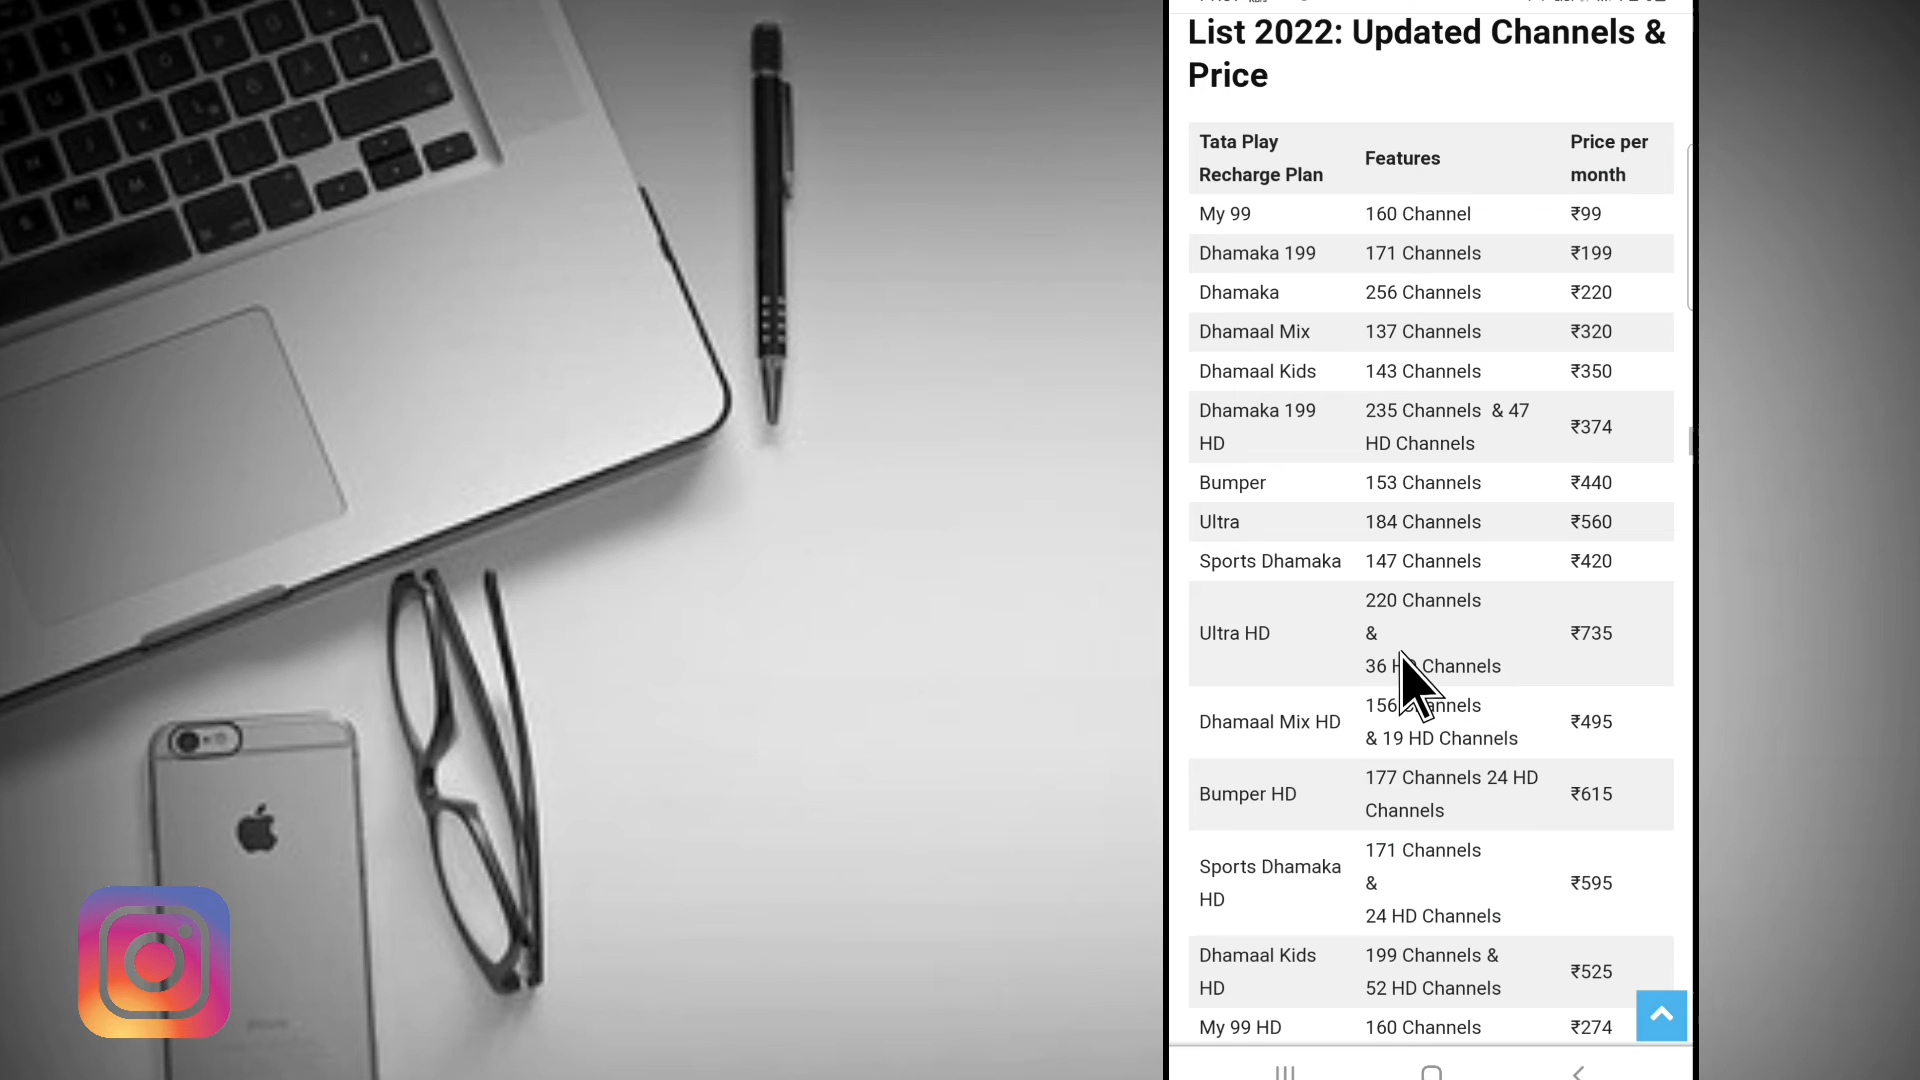 List 2022: Updated Channels &
Price
Tata Play
Recharge Plan
Features
Price per
month
My 99 160 Channel ₹99
Dhamaka 199 171 Channels ₹199
Dhamaka 256 Channels ₹220
Dhamaal Mix 137 Channels ₹320
Dhamaal Kids 143 Channels ₹350
Dhamaka 199
HD
235 Channels & 47
HD Channels
₹374
Bumper 153 Channels ₹440
Ultra 184 Channels ₹560
Sports Dhamaka 147 Channels ₹420
Ultra HD
220 Channels
&
36 HD Channels
₹735
Dhamaal Mix HD
156 Channels
& 19 HD Channels
₹495
Bumper HD
177 Channels 24 HD
Channels
₹615
Sports Dhamaka
HD
171 Channels
&
24 HD Channels
₹595
Dhamaal Kids
HD
199 Channels &
52 HD Channels
₹525
My 99 HD 160 Channels ₹274